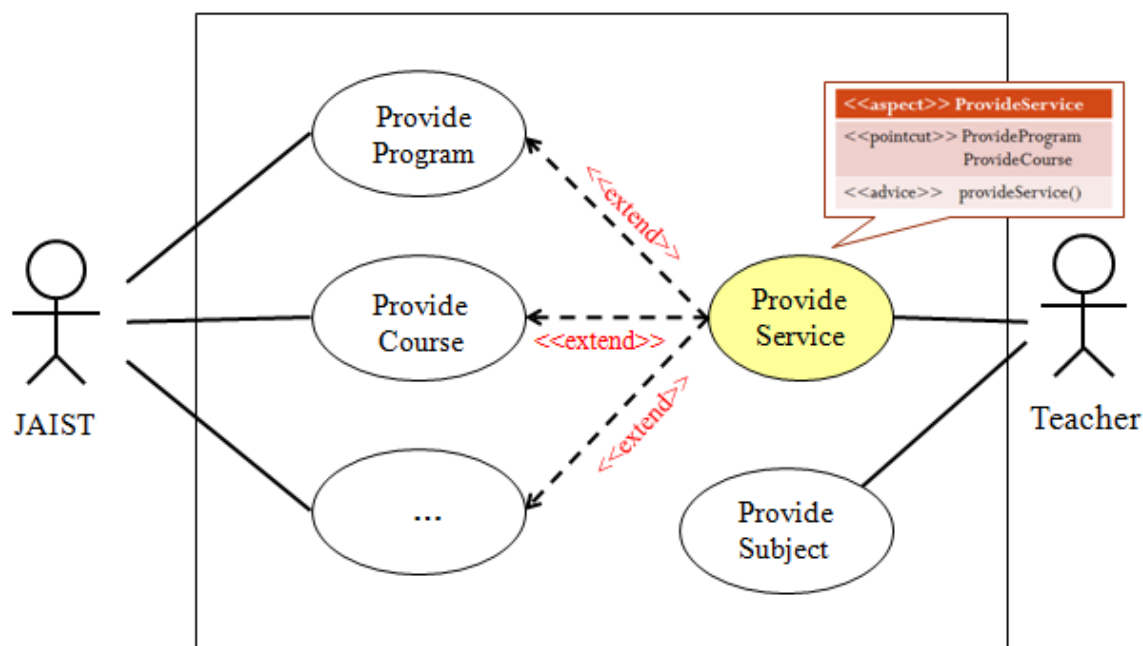 <<aspect>> ProvideService
<<pointcut>> ProvideProgram
ProvideCourse
<<advice>> provideService()
Provide
Program
<<extend>>
Provide
Course
<<extend>>
Provide
Service
<<extend>>
...
Provide
Subject
JAIST
Teacher